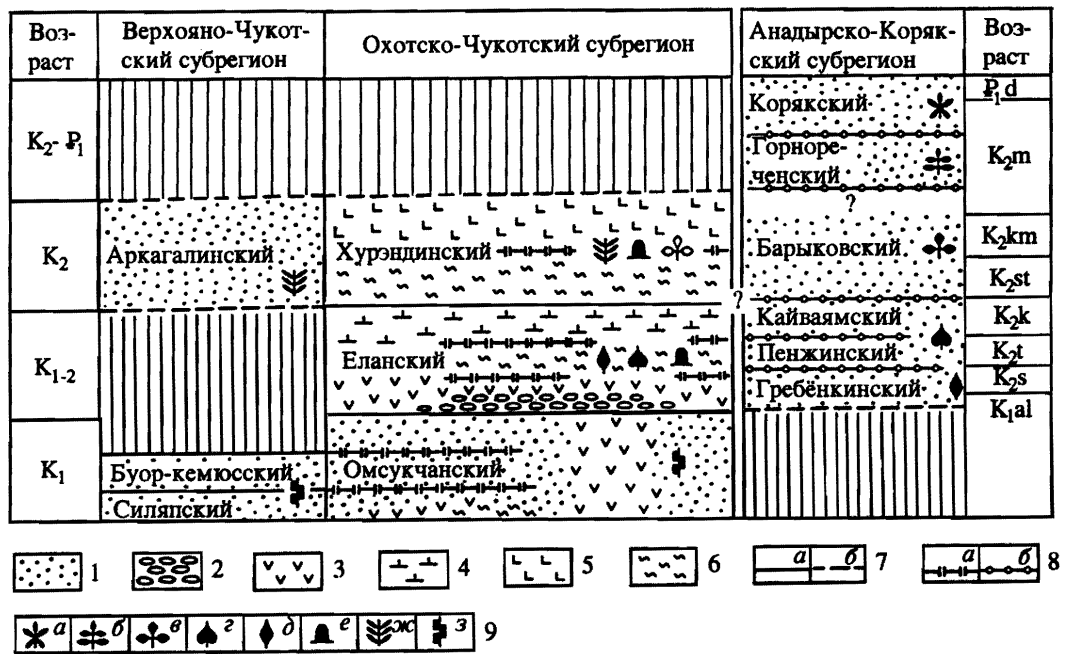 Воз-
раст
Верхояно-Чукот-
ский субрегион
Охотско-Чукотский субрегион
Анадырско-Коряк-
ский субрегион
Воз-
раст
K₂- ₽₁
Корякский
₽₁d
Горноре-
ченский
K₂m
?
K₂
Аркагалинский
Хурэндинский
Барыковский
K₂km
K₂st
?
K₁₋₂
Еланский
Кайваямский
K₂k
Пенжинский
K₂t
Гребёнкинский
K₂s
K₁al
K₁
Буор-кемюсский
Омсукчанский
Силяпский
1 2 3 4 5 6 а б 7 а б 8
а б в г д е ж з 9